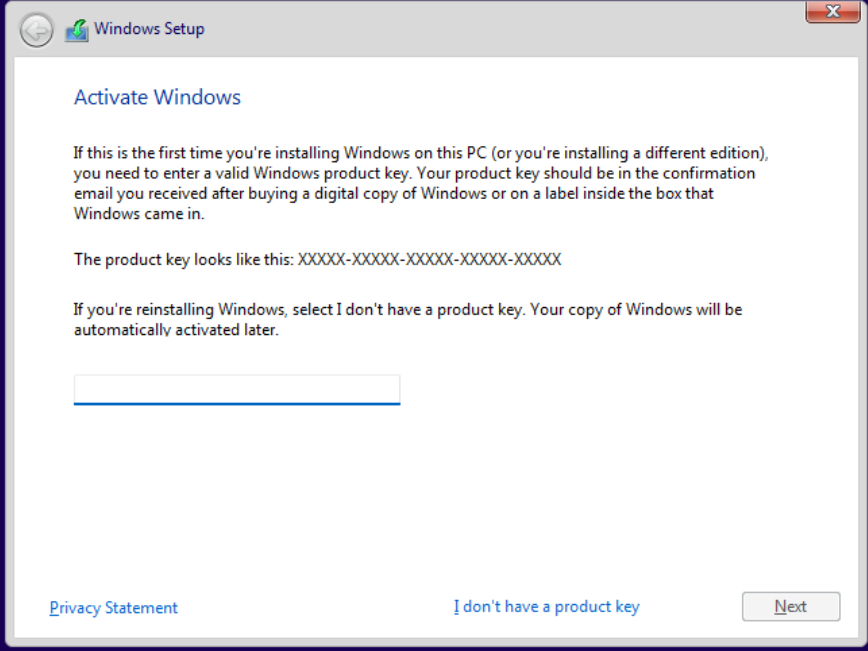 Windows Setup
Activate Windows
If this is the first time you're installing Windows on this PC (or you're installing a different edition),
you need to enter a valid Windows product key. Your product key should be in the confirmation
email you received after buying a digital copy of Windows or on a label inside the box that
Windows came in.
The product key looks like this: XXXXX-XXXXX-XXXXX-XXXXX-XXXXX
If you're reinstalling Windows, select I don't have a product key. Your copy of Windows will be
automatically activated later.
Privacy Statement
I don't have a product key
Next